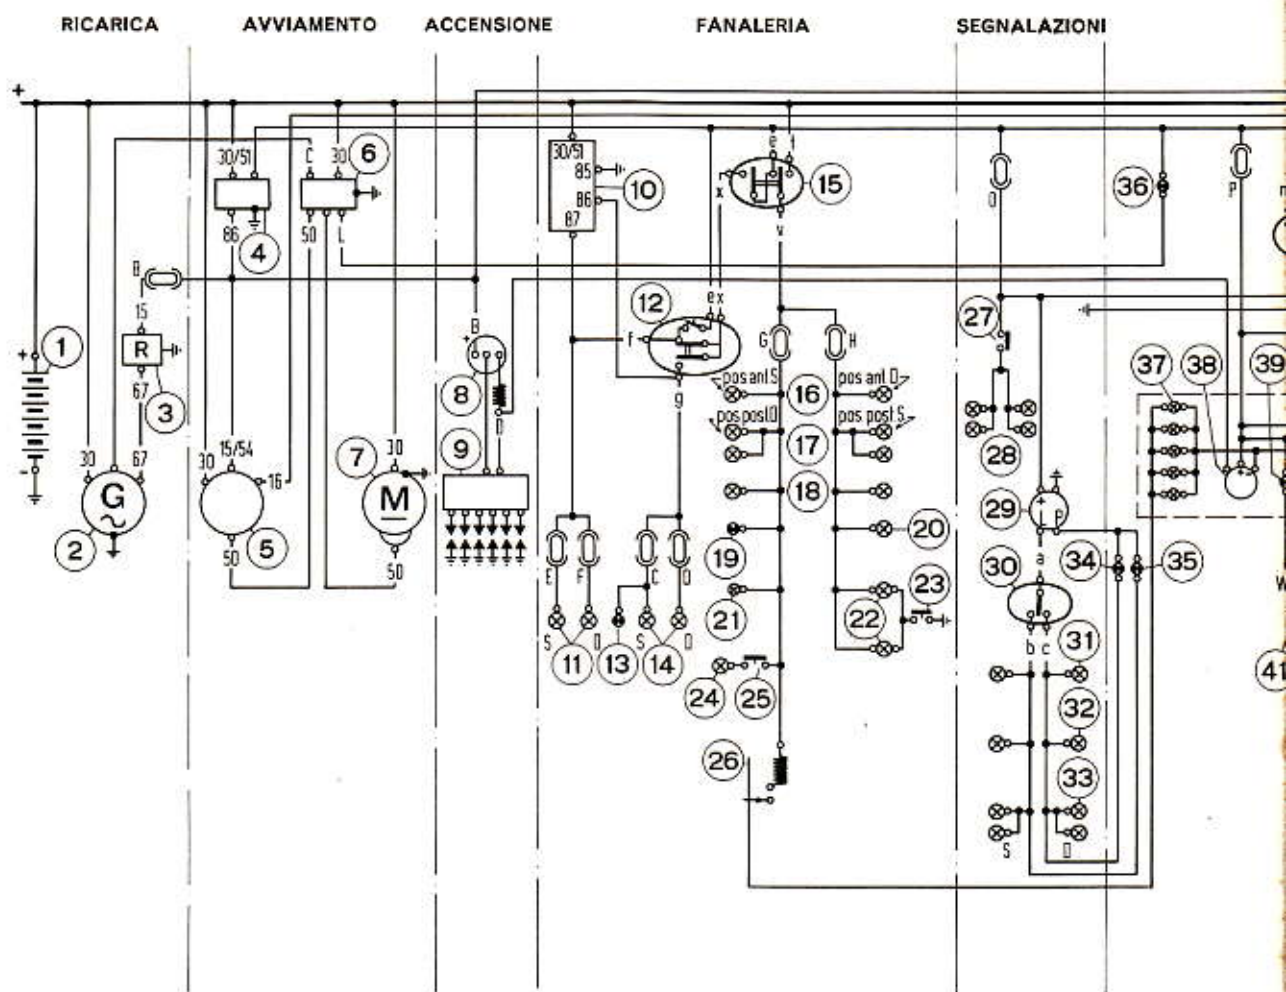 RICARICA AVVIAMENTO ACCENSIONE FANALERIA SEGNALAZIONI
+
30/51 C 30 6
30/51
85
86
87
10
e f
x
15
v
36
P
86 4 50 L
B
15
R
3
67
1
+
-
30 67
G
2
30 15/54 16
5
50
7
30
M
50
B
+
8
D
9
12
e x
f
g
G H
pos ant S 16 pos ant D
pos post D 17 pos post S
18
19 20
21 22 23
24 25
26
E F C D
S D S D
11 13 14
27
28
29
+
P
a
30
b c
31
32
33
S D
34 35
37 38 39
+
41